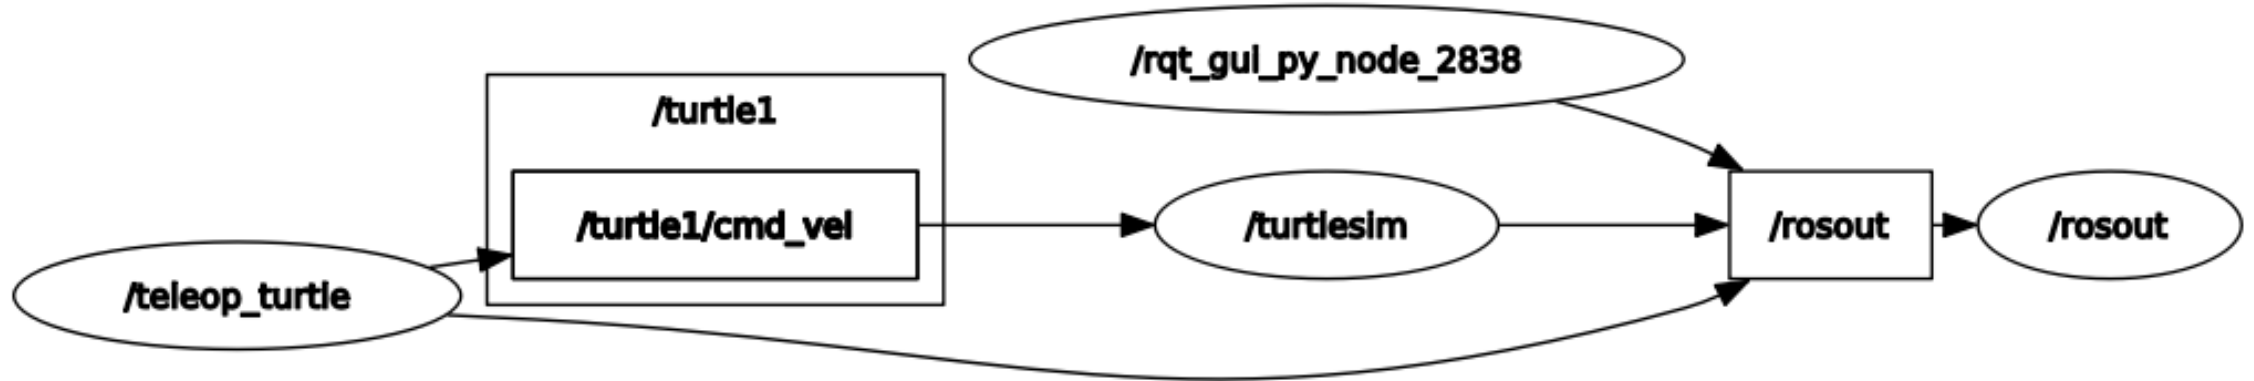 /rqt_gui_py_node_2838
/turtle1
/turtle1/cmd_vel
/turtlesim
/rosout
/rosout
/teleop_turtle